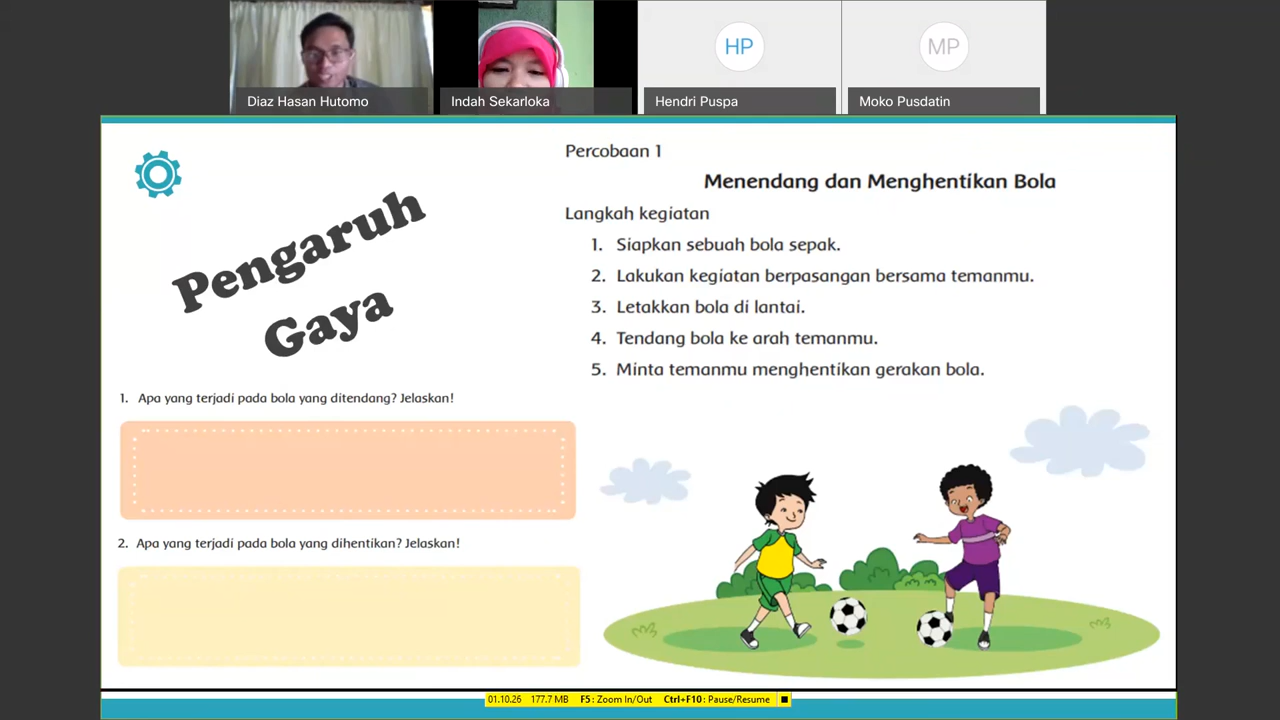 Diaz Hasan Hutomo
Indah Sekarloka
HP
Hendri Puspa
MP
Moko Pusdatin
Pengaruh
Gaya
Percobaan 1
Menendang dan Menghentikan Bola
Langkah kegiatan
1. Siapkan sebuah bola sepak.
2. Lakukan kegiatan berpasangan bersama temanmu.
3. Letakkan bola di lantai.
4. Tendang bola ke arah temanmu.
5. Minta temanmu menghentikan gerakan bola.
1. Apa yang terjadi pada bola yang ditendang? Jelaskan!
2. Apa yang terjadi pada bola yang dihentikan? Jelaskan!
01.10.26 177.7 MB F5: Zoom In/Out Ctrl+F10: Pause/Resume